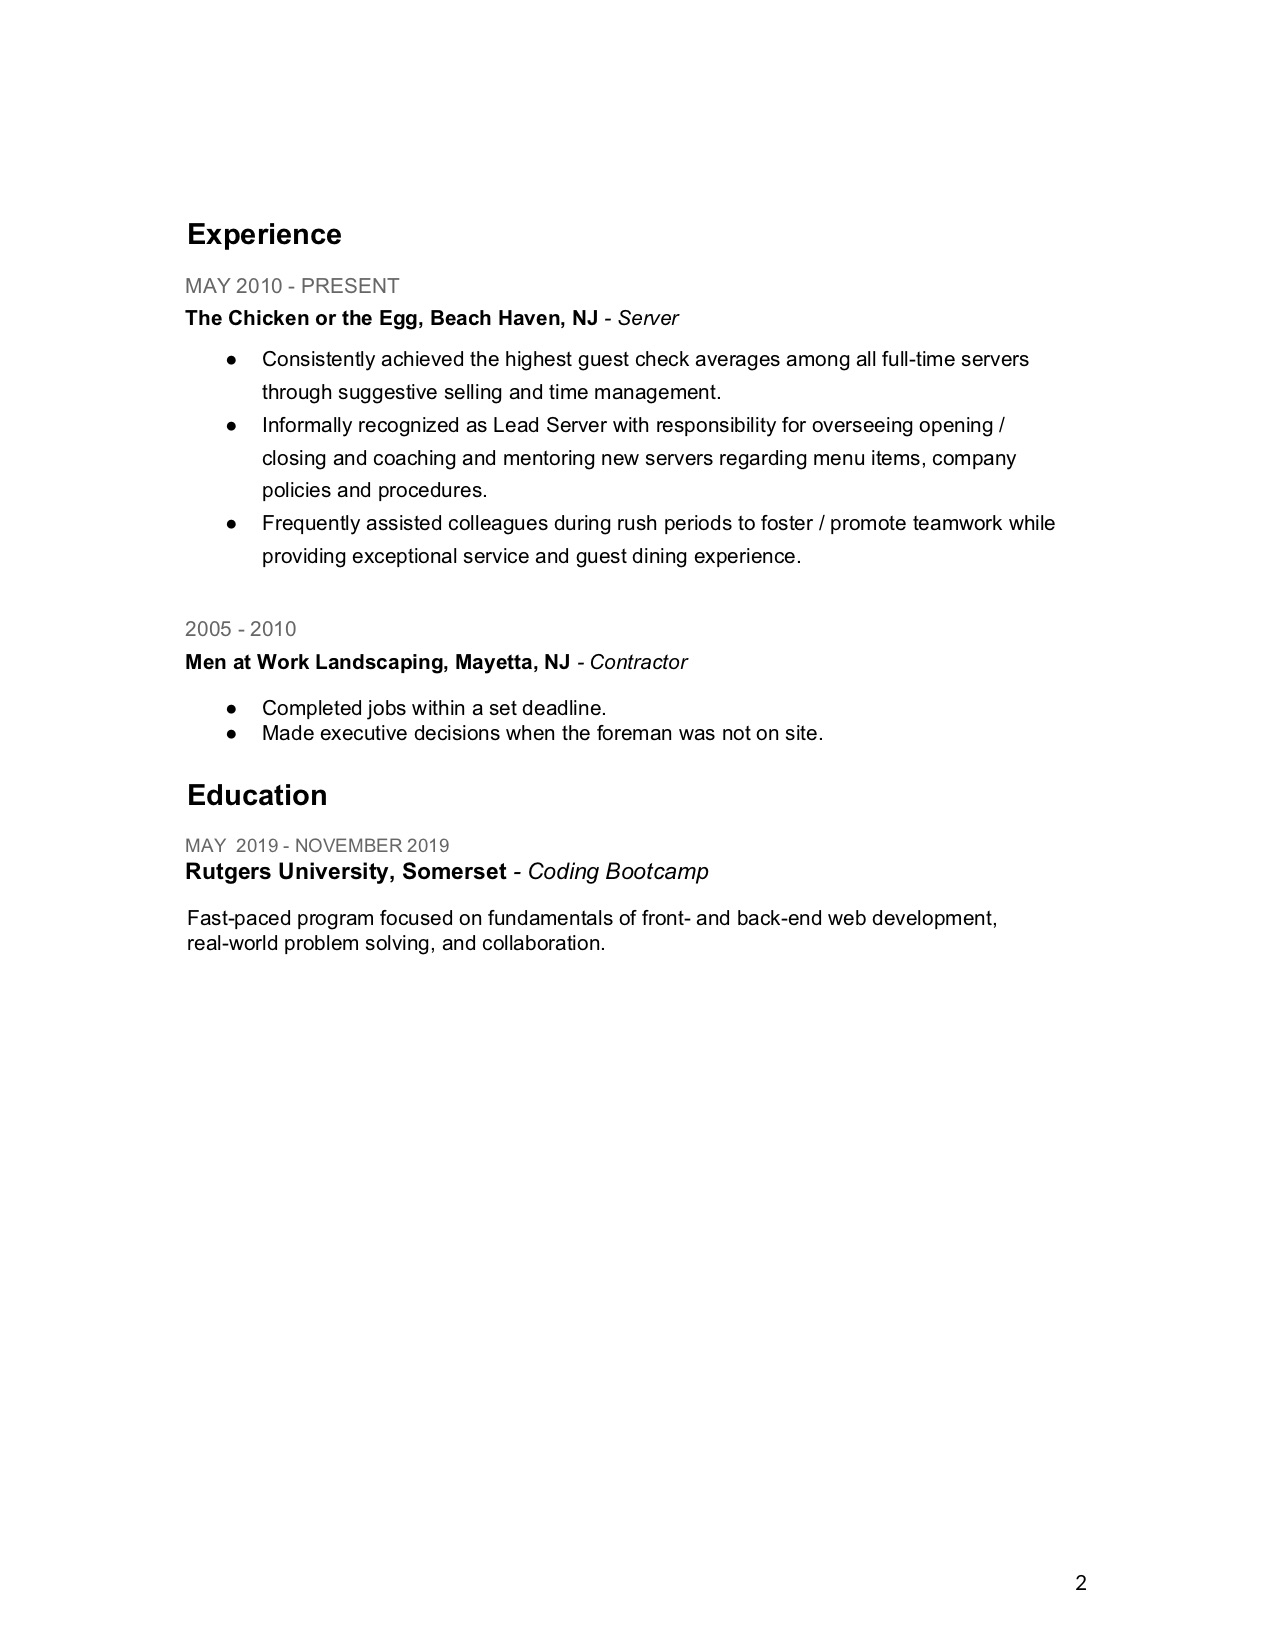 Experience
MAY 2010 - PRESENT
The Chicken or the Egg, Beach Haven, NJ - Server
● Consistently achieved the highest guest check averages among all full-time servers
through suggestive selling and time management.
● Informally recognized as Lead Server with responsibility for overseeing opening /
closing and coaching and mentoring new servers regarding menu items, company
policies and procedures.
● Frequently assisted colleagues during rush periods to foster / promote teamwork while
providing exceptional service and guest dining experience.
2005 - 2010
Men at Work Landscaping, Mayetta, NJ - Contractor
● Completed jobs within a set deadline.
● Made executive decisions when the foreman was not on site.
Education
MAY  2019 - NOVEMBER 2019
Rutgers University, Somerset - Coding Bootcamp
Fast-paced program focused on fundamentals of front- and back-end web development,
real-world problem solving, and collaboration.
2